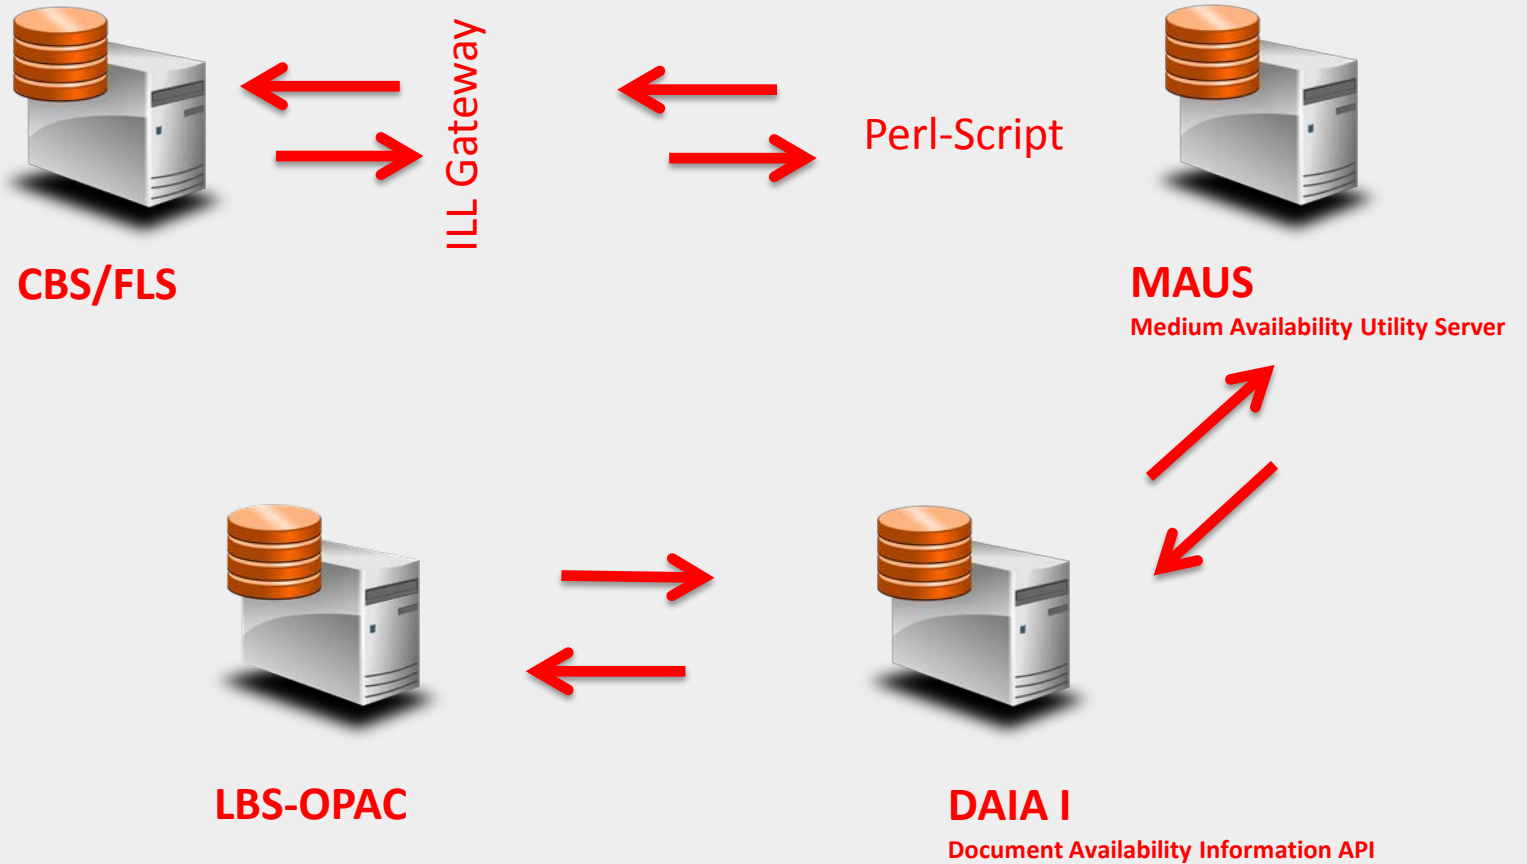 ILL Gateway
Perl-Script
CBS/FLS
MAUS
Medium Availability Utility Server
LBS-OPAC
DAIA I
Document Availability Information API